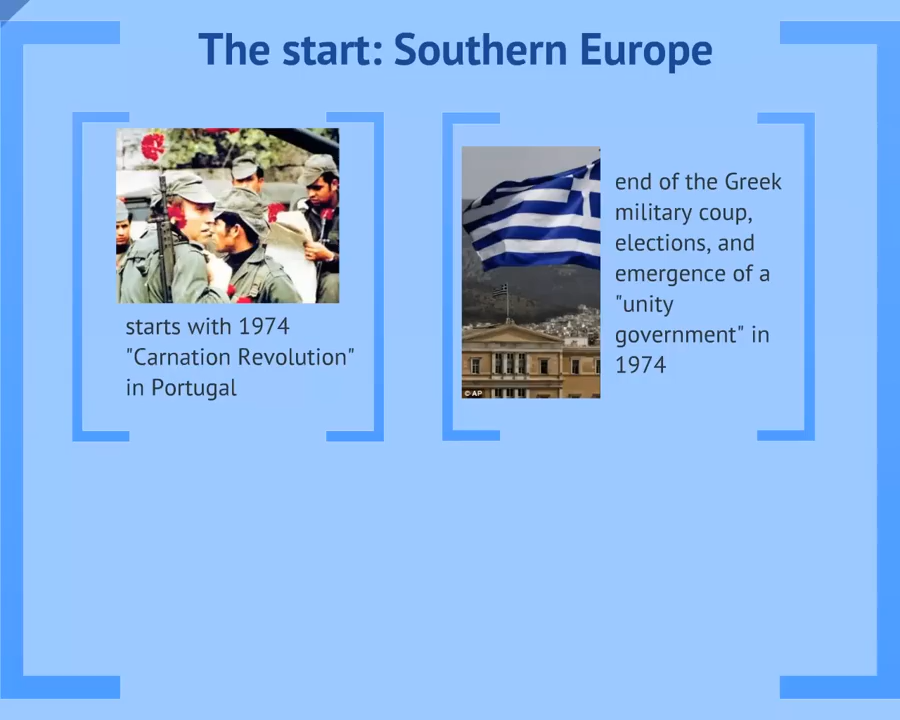 The start: Southern Europe
starts with 1974
"Carnation Revolution"
in Portugal
end of the Greek
military coup,
elections, and
emergence of a
"unity
government" in
1974
© AP